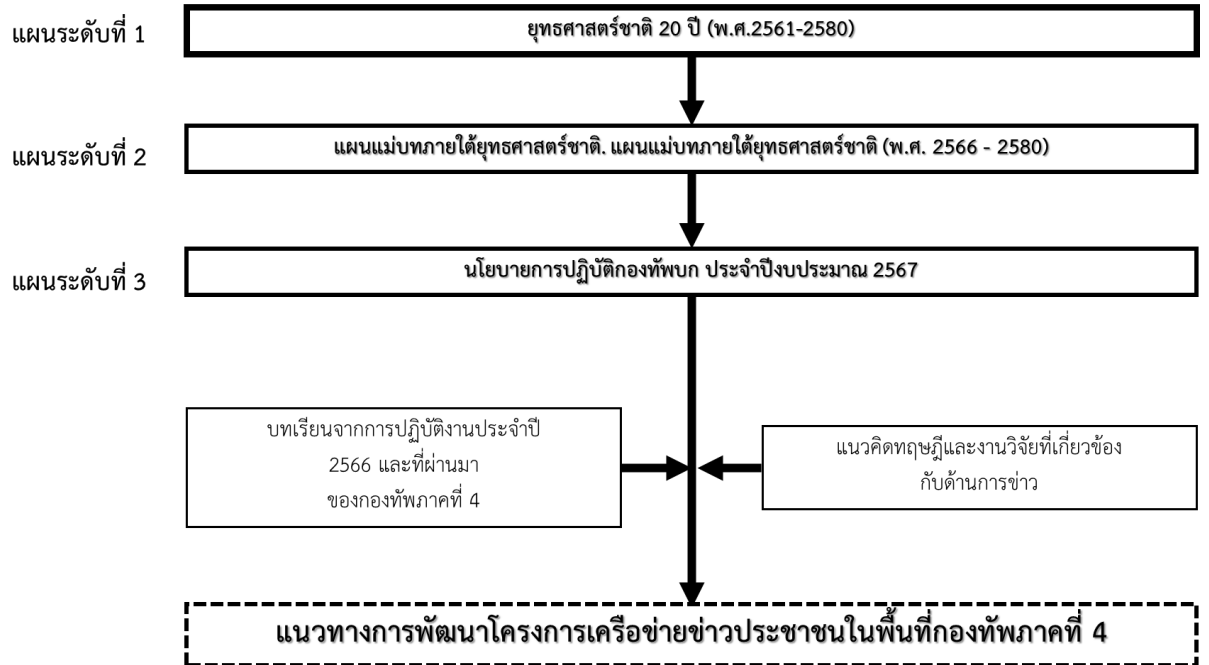 แผนระดับที่ 1
ยุทธศาสตร์ชาติ 20 ปี (พ.ศ.2561-2580)
แผนระดับที่ 2
แผนแม่บทภายใต้ยุทธศาสตร์ชาติ. แผนแม่บทภายใต้ยุทธศาสตร์ชาติ (พ.ศ. 2566 - 2580)
แผนระดับที่ 3
นโยบายการปฏิบัติกองทัพบก ประจำปีงบประมาณ 2567
บทเรียนจากการปฏิบัติงานประจำปี
2566 และที่ผ่านมา
ของกองทัพภาคที่ 4
แนวคิดทฤษฎีและงานวิจัยที่เกี่ยวข้อง
กับด้านการข่าว
แนวทางการพัฒนาโครงการเครือข่ายข่าวประชาชนในพื้นที่กองทัพภาคที่ 4